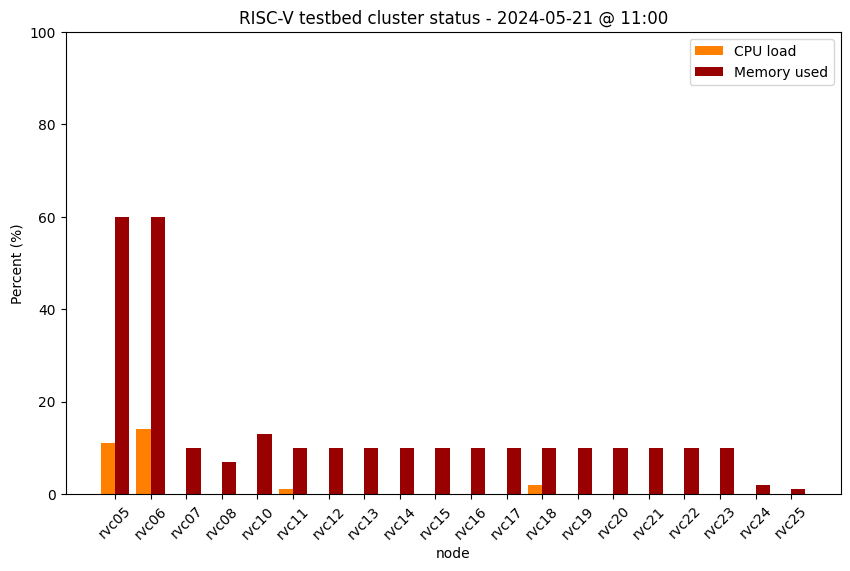 RISC-V testbed cluster status - 2024-05-21 @ 11:00
CPU load
Memory used
Percent (%)
100
80
60
40
20
0
rvc05
rvc06
rvc07
rvc08
rvc10
rvc11
rvc12
rvc13
rvc14
rvc15
rvc16
rvc17
rvc18
rvc19
rvc20
rvc21
rvc22
rvc23
rvc24
rvc25
node